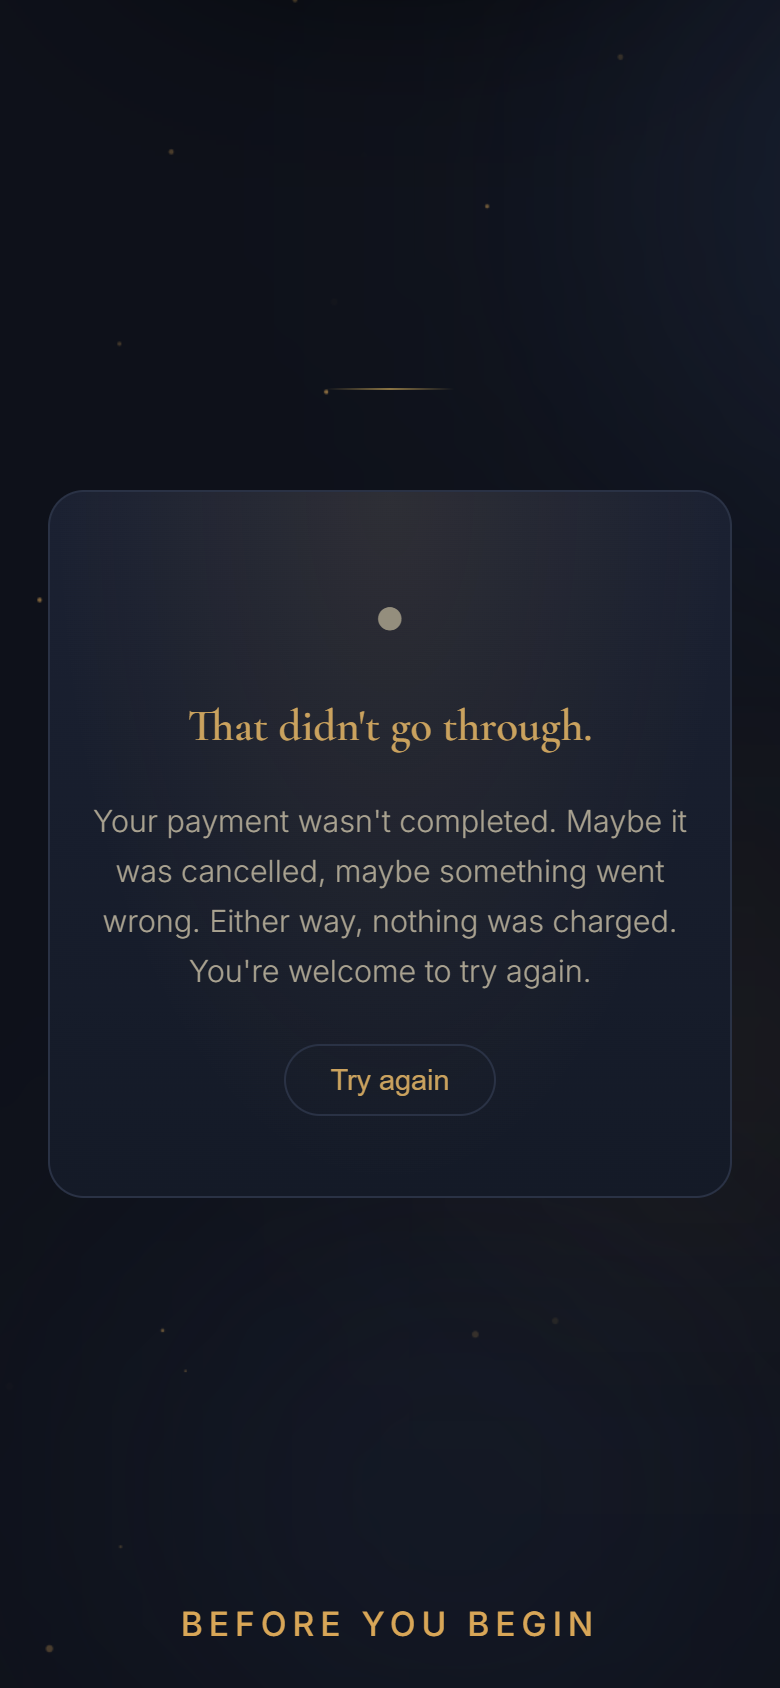 That didn't go through.
Your payment wasn't completed. Maybe it
was cancelled, maybe something went
wrong. Either way, nothing was charged.
You're welcome to try again.
Try again
BEFORE YOU BEGIN